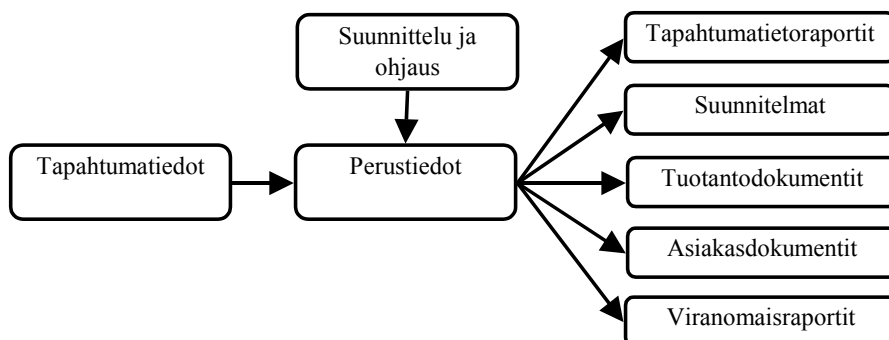 Suunnittelu ja
ohjaus
Tapahtumatiedot
Perustiedot
Tapahtumatietoraportit
Suunnitelmat
Tuotantodokumentit
Asiakasdokumentit
Viranomaisraportit